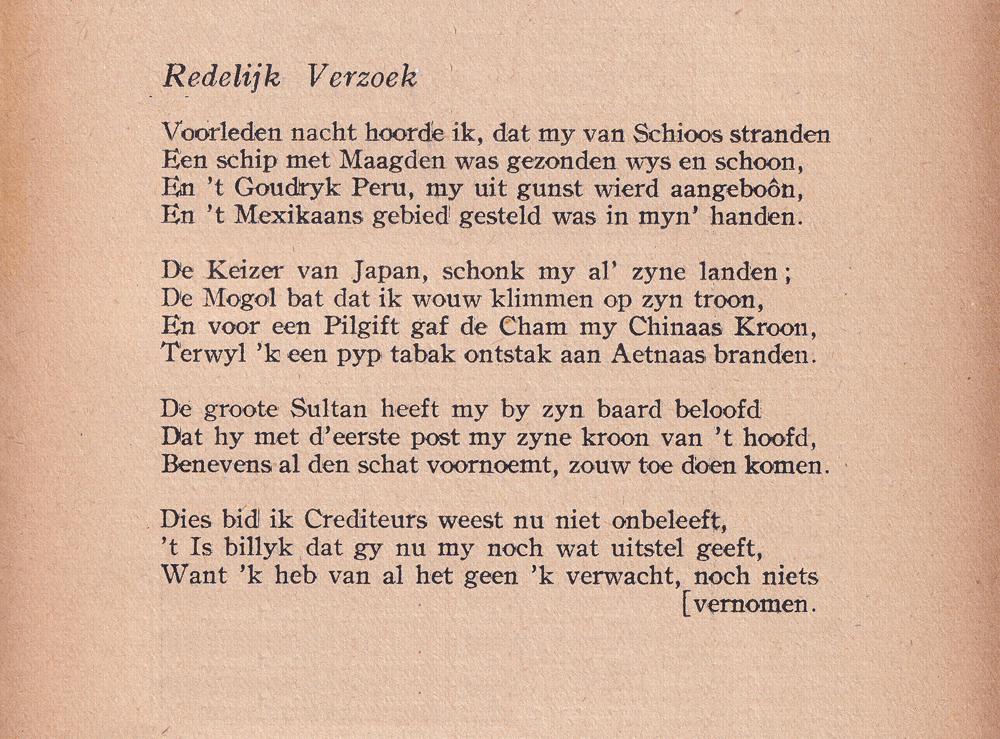 Redelijk Verzoek
Voorleden nacht hoorde ik, dat my van Schioos stranden
Een schip met Maagden was gezonden wys en schoon,
En 't Goudryk Peru, my uit gunst wierd aangeboôn,
En 't Mexikaans gebied gesteld was in myn' handen.
De Keizer van Japan, schonk my al' zyne landen;
De Mogol bat dat ik wouw klimmen op zyn troon,
En voor een Pilgift gaf de Cham my Chinaas Kroon,
Terwyl 'k een pyp tabak ontstak aan Aetnaas branden.
De groote Sultan heeft my by zyn baard beloofd
Dat hy met d'eerste post my zyne kroon van 't hoofd,
Benevens al den schat voornoemt, zouw toe doen komen.
Dies bid ik Crediteurs weest nu niet onbeleeft,
't Is billyk dat gy nu my noch wat uitstel geeft,
Want 'k heb van al het geen 'k verwacht, noch niets
[vernomen.